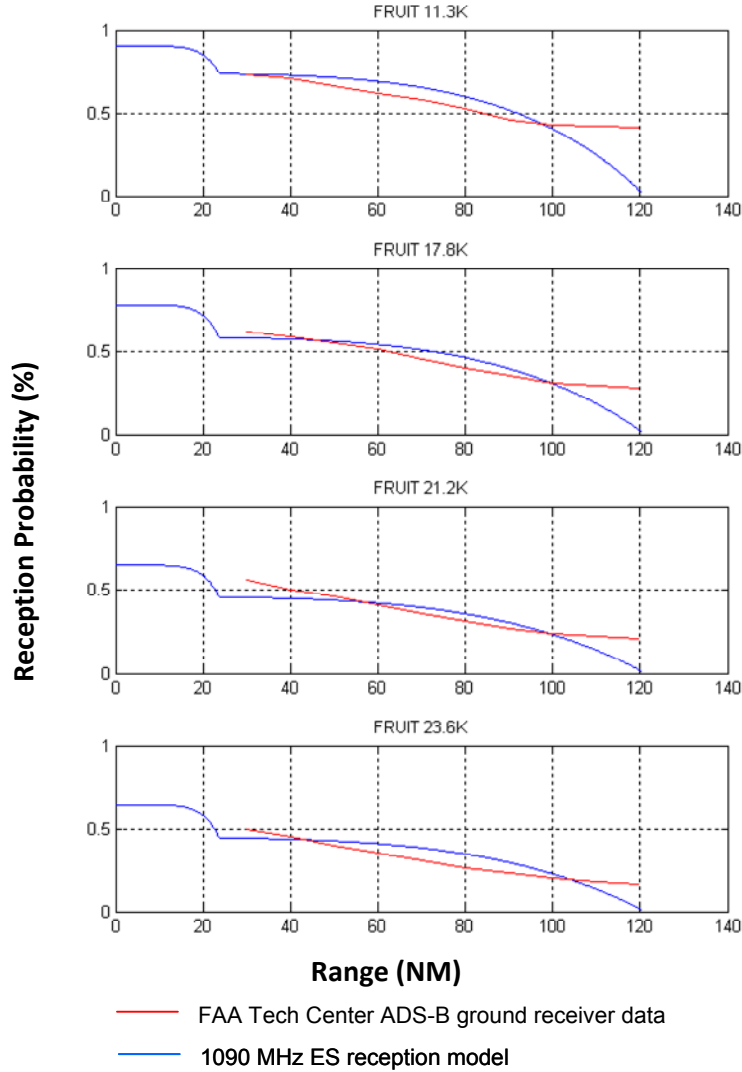 FRUIT 11.3K
1
0.5
0
0 20 40 60 80 100 120 140
FRUIT 17.8K
1
0.5
0
0 20 40 60 80 100 120 140
FRUIT 21.2K
1
0.5
0
0 20 40 60 80 100 120 140
FRUIT 23.6K
1
0.5
0
0 20 40 60 80 100 120 140
Reception Probability (%)
Range (NM)
FAA Tech Center ADS-B ground receiver data
1090 MHz ES reception model